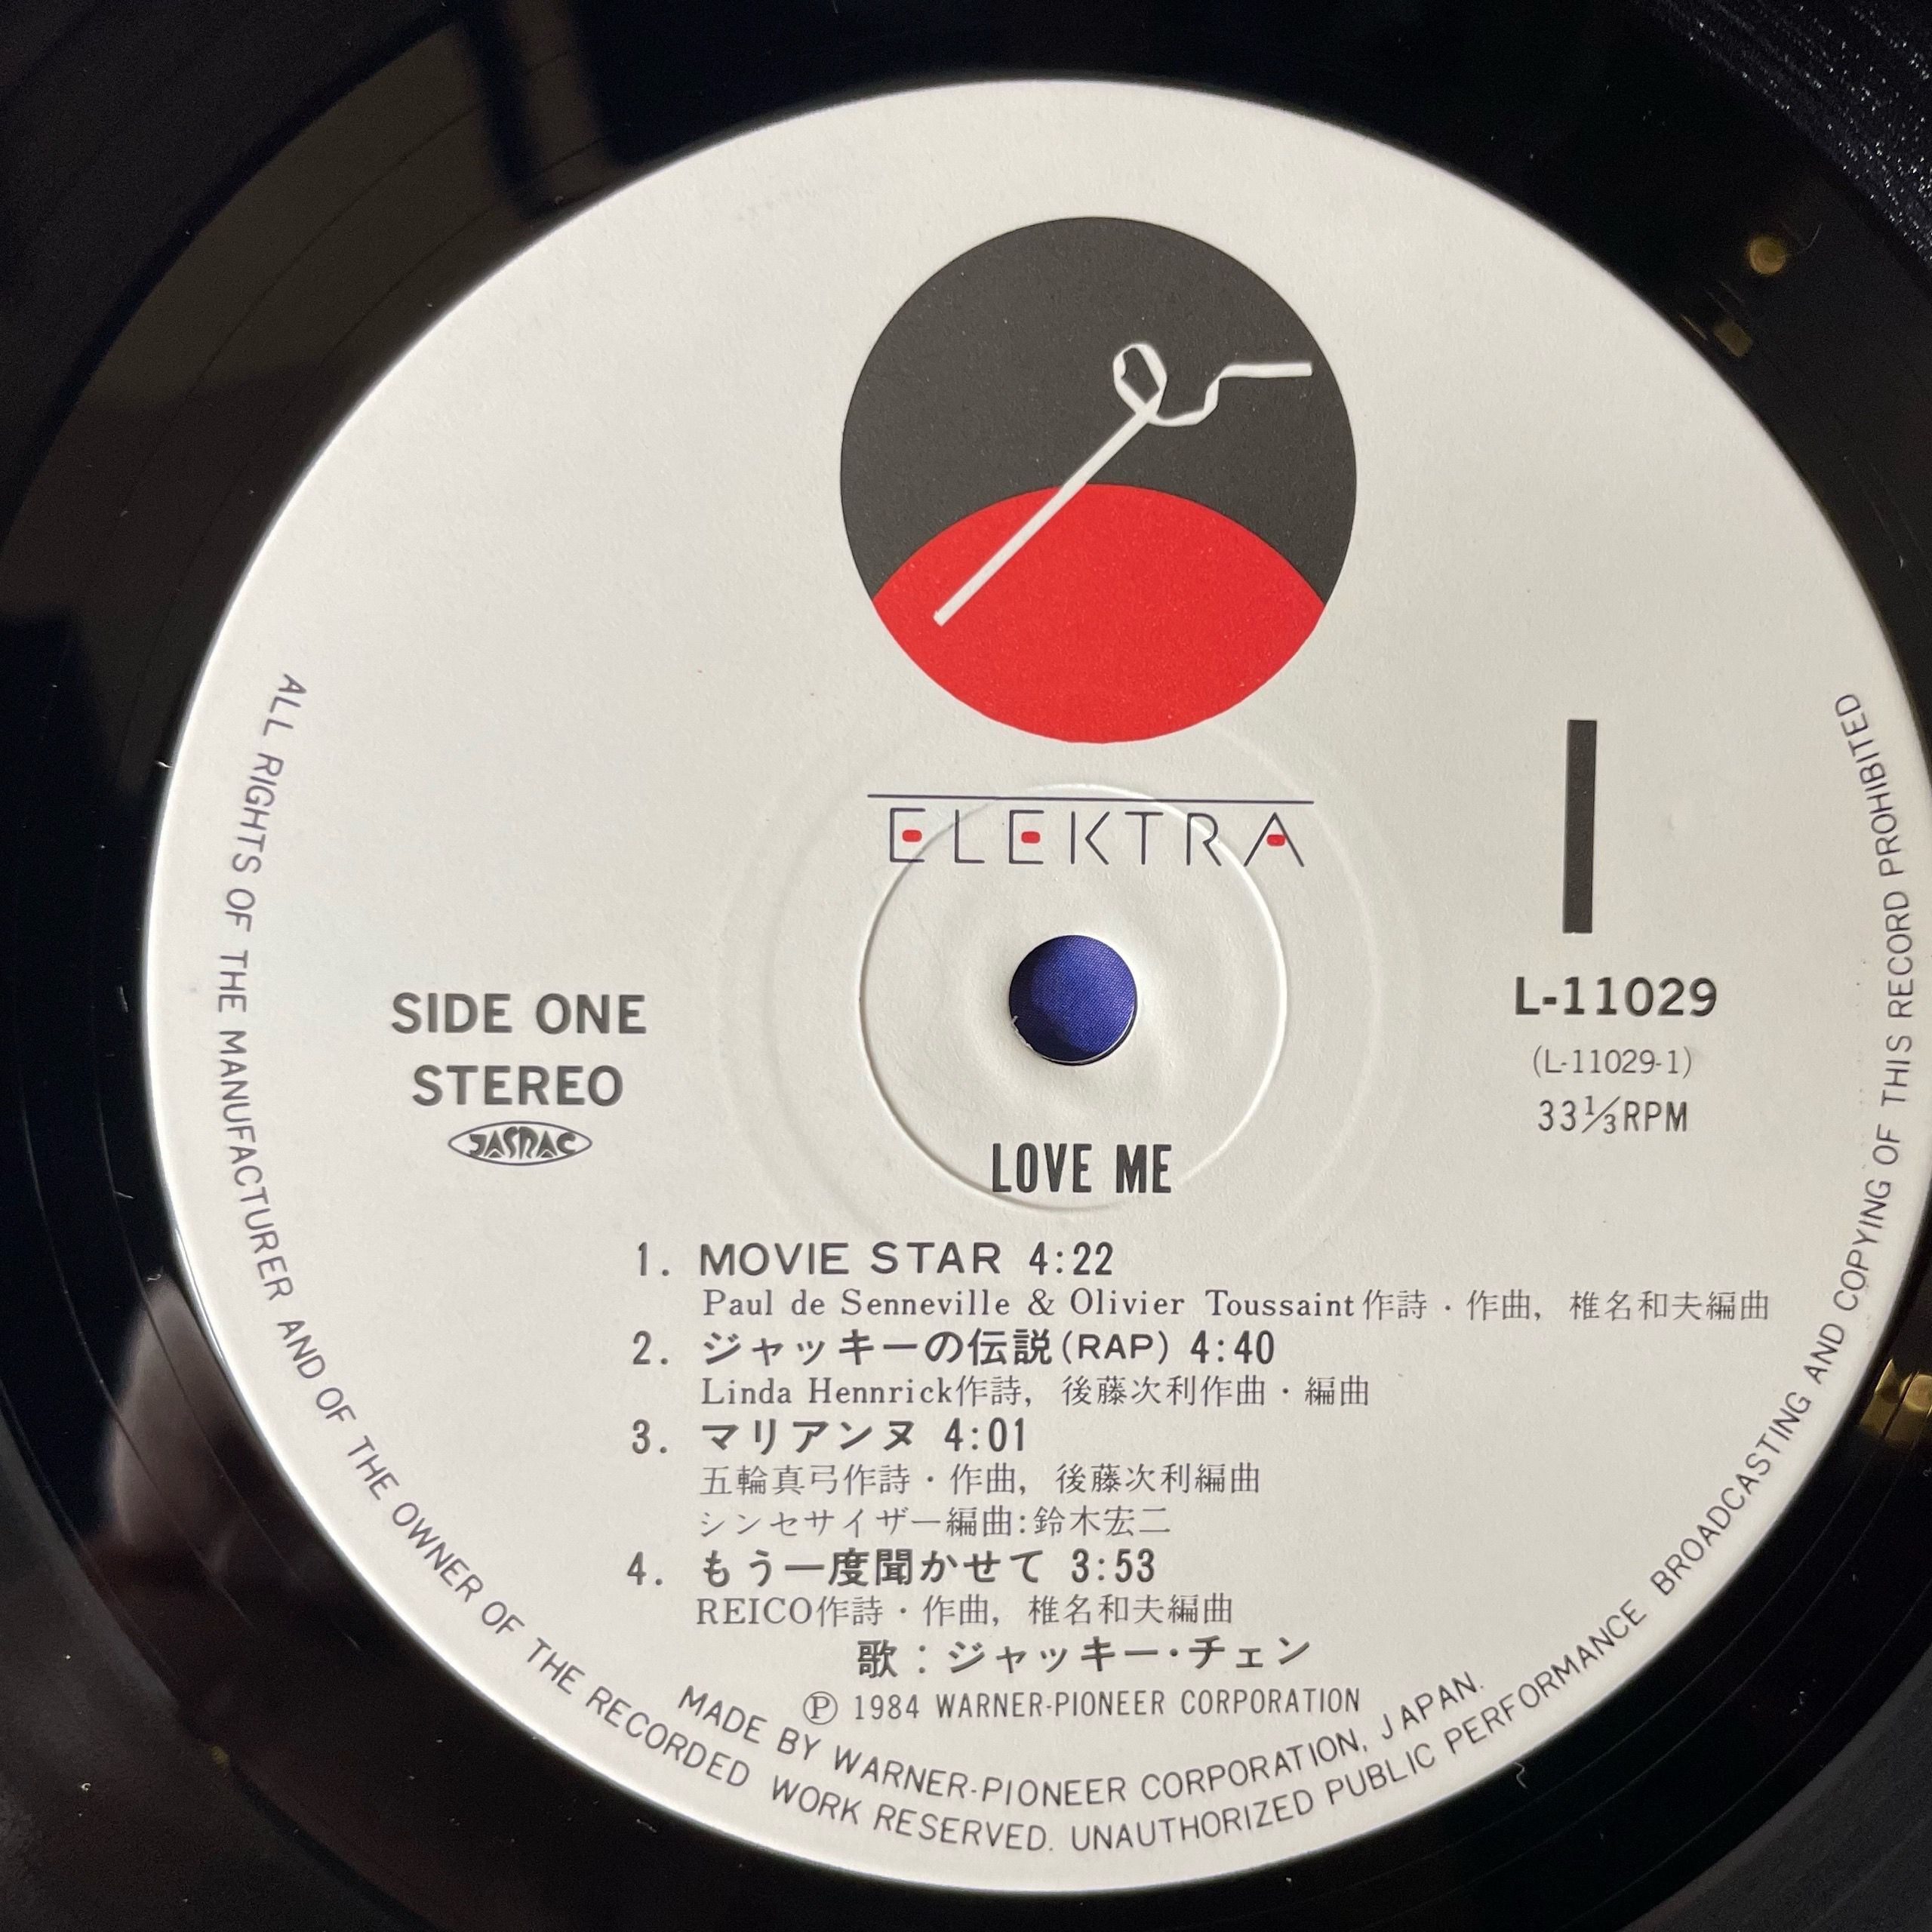 ELEKTRA
I
SIDE ONE
STEREO
JASRAC
L-11029
(L-11029-1)
33⅓RPM
LOVE ME
1. MOVIE STAR 4:22
Paul de Senneville & Olivier Toussaint作詩・作曲, 椎名和夫編曲
2. ジャッキーの伝説(RAP) 4:40
Linda Hennrick作詩, 後藤次利作曲・編曲
3. マリアンヌ 4:01
五輪真弓作詩・作曲, 後藤次利編曲
シンセサイザー編曲:鈴木宏二
4. もう一度聞かせて 3:53
REICO作詩・作曲, 椎名和夫編曲
歌:ジャッキー・チェン
Ⓟ 1984 WARNER-PIONEER CORPORATION
MADE BY WARNER-PIONEER CORPORATION, JAPAN.
ALL RIGHTS OF THE MANUFACTURER AND OF THE OWNER OF THE RECORDED WORK RESERVED. UNAUTHORIZED PUBLIC PERFORMANCE BROADCASTING AND COPYING OF THIS RECORD PROHIBITED